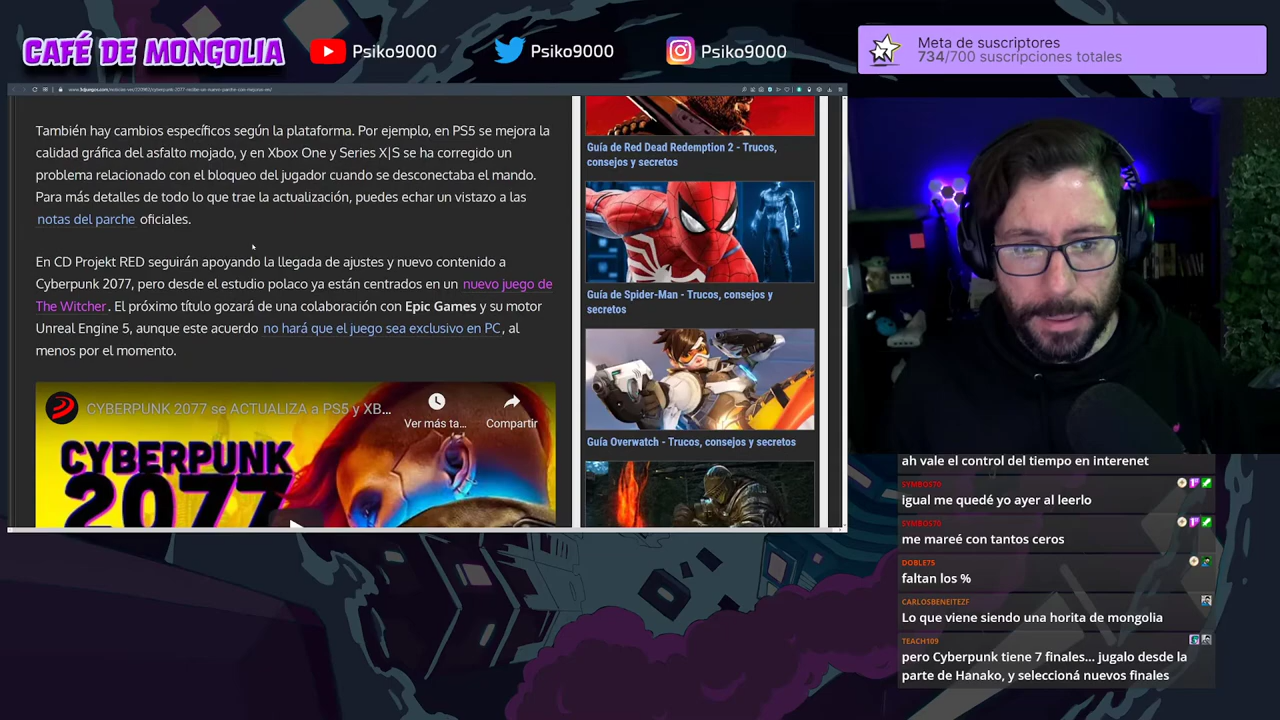 CAFÉ DE MONGOLIA
Psiko9000
Psiko9000
Psiko9000
Meta de suscriptores
734/700 suscripciones totales
También hay cambios específicos según la plataforma. Por ejemplo, en PS5 se mejora la
calidad gráfica del asfalto mojado, y en Xbox One y Series X|S se ha corregido un
problema relacionado con el bloqueo del jugador cuando se desconectaba el mando.
Para más detalles de todo lo que trae la actualización, puedes echar un vistazo a las
notas del parche oficiales.
En CD Projekt RED seguirán apoyando la llegada de ajustes y nuevo contenido a
Cyberpunk 2077, pero desde el estudio polaco ya están centrados en un nuevo juego de
The Witcher. El próximo título gozará de una colaboración con Epic Games y su motor
Unreal Engine 5, aunque este acuerdo no hará que el juego sea exclusivo en PC, al
menos por el momento.
CYBERPUNK 2077 se ACTUALIZA a PS5 y XB...
Ver más ta...
Compartir
CYBERPUNK
2077
Guía de Red Dead Redemption 2 - Trucos,
consejos y secretos
Guía de Spider-Man - Trucos, consejos y
secretos
Guía Overwatch - Trucos, consejos y secretos
ah vale el control del tiempo en interenet
SYMBOS70
igual me quedé yo ayer al leerlo
SYMBOS70
me mareé con tantos ceros
DOBLE75
faltan los %
CARLOSBENEITEZF
Lo que viene siendo una horita de mongolia
TEACH109
pero Cyberpunk tiene 7 finales... jugalo desde la
parte de Hanako, y seleccioná nuevos finales